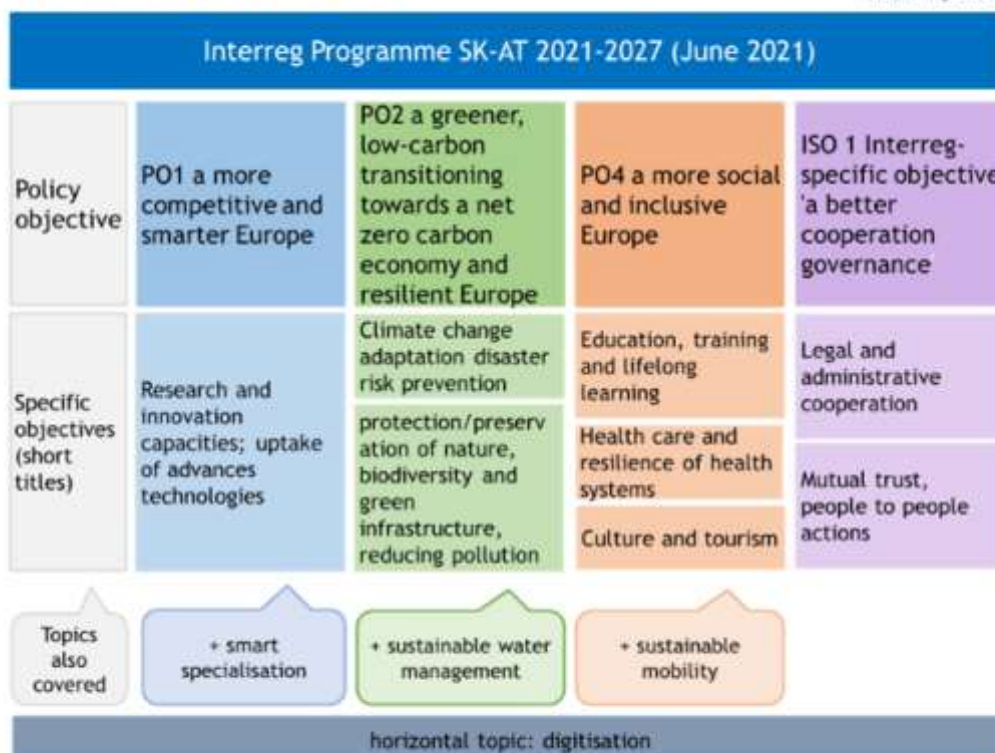 Interreg Programme SK-AT 2021-2027 (June 2021)
Policy
objective
PO1 a more
competitive and
smarter Europe
PO2 a greener,
low-carbon
transitioning
towards a net
zero carbon
economy and
resilient Europe
PO4 a more social
and inclusive
Europe
ISO 1 Interreg-
specific objective
'a better
cooperation
governance
Specific
objectives
(short
titles)
Research and
innovation
capacities; uptake
of advances
technologies
Climate change
adaptation disaster
risk prevention
protection/preserv
ation of nature,
biodiversity and
green
infrastructure,
reducing pollution
Education, training
and lifelong
learning
Health care and
resilience of health
systems
Culture and tourism
Legal and
administrative
cooperation
Mutual trust,
people to people
actions
Topics
also
covered
+ smart
specialisation
+ sustainable water
management
+ sustainable
mobility
horizontal topic: digitisation